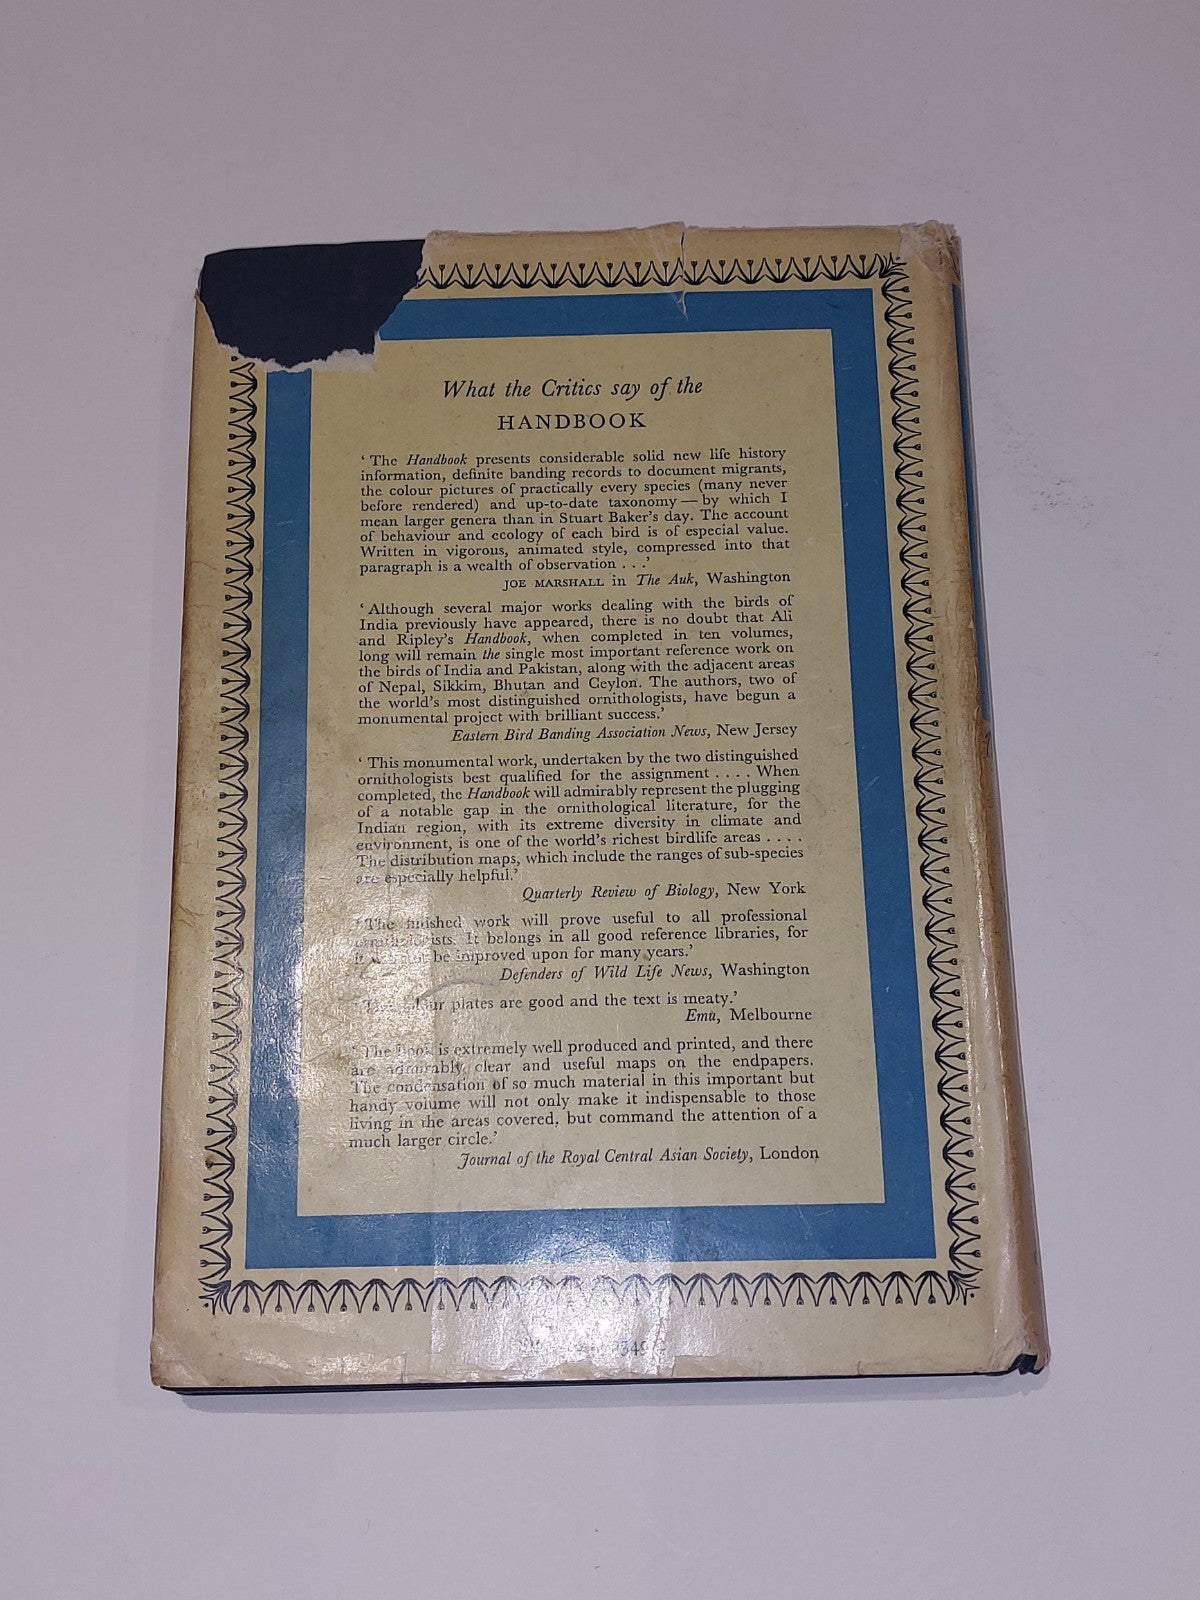 What the Critics say of the
HANDBOOK
‘The Handbook presents considerable solid new life history
information, definite banding records to document migrants,
the colour pictures of practically every species (many never
before rendered) and up-to-date taxonomy — by which I
mean larger genera than in Stuart Baker's day. The account
of behaviour and ecology of each bird is of especial value.
Written in vigorous, animated style, compressed into that
paragraph is a wealth of observation . . .’
JOE MARSHALL in The Auk, Washington
‘Although several major works dealing with the birds of
India previously have appeared, there is no doubt that Ali
and Ripley's Handbook, when completed in ten volumes,
long will remain the single most important reference work on
the birds of India and Pakistan, along with the adjacent areas
of Nepal, Sikkim, Bhutan and Ceylon. The authors, two of
the world's most distinguished ornithologists, have begun a
monumental project with brilliant success.’
Eastern Bird Banding Association News, New Jersey
‘This monumental work, undertaken by the two distinguished
ornithologists best qualified for the assignment . . . . When
completed, the Handbook will admirably represent the plugging
of a notable gap in the ornithological literature, for the
Indian region, with its extreme diversity in climate and
environment, is one of the world's richest birdlife areas . . . .
The distribution maps, which include the ranges of sub-species
are especially helpful.’
Quarterly Review of Biology, New York
‘The finished work will prove useful to all professional
ornithologists. It belongs in all good reference libraries, for
it will not be improved upon for many years.’
Defenders of Wild Life News, Washington
‘The colour plates are good and the text is meaty.’
Emu, Melbourne
‘The book is extremely well produced and printed, and there
are admirably clear and useful maps on the endpapers.
The condensation of so much material in this important but
handy volume will not only make it indispensable to those
living in the areas covered, but command the attention of a
much larger circle.’
Journal of the Royal Central Asian Society, London